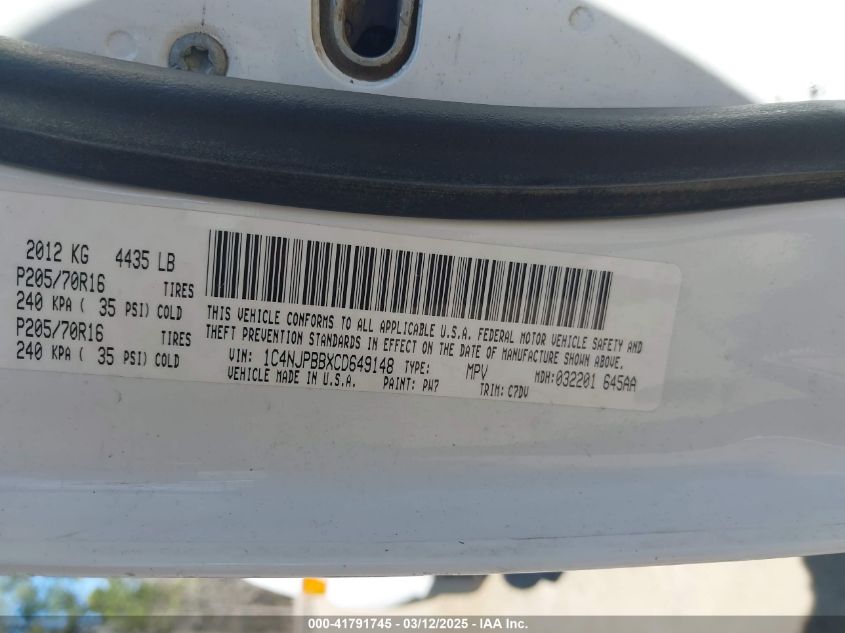 2012 KG 4435 LB
P205/70R16 TIRES
240 KPA ( 35 PSI) COLD
P205/70R16 TIRES
240 KPA ( 35 PSI) COLD
THIS VEHICLE CONFORMS TO ALL APPLICABLE U.S.A. FEDERAL MOTOR VEHICLE SAFETY AND
THEFT PREVENTION STANDARDS IN EFFECT ON THE DATE OF MANUFACTURE SHOWN ABOVE.
VIN: 1C4NJPBBXCD649148 TYPE: MPV MDH:032201 645AA
VEHICLE MADE IN U.S.A. PAINT: PW7 TRIM: C7DV
000-41791745 - 03/12/2025 - IAA Inc.